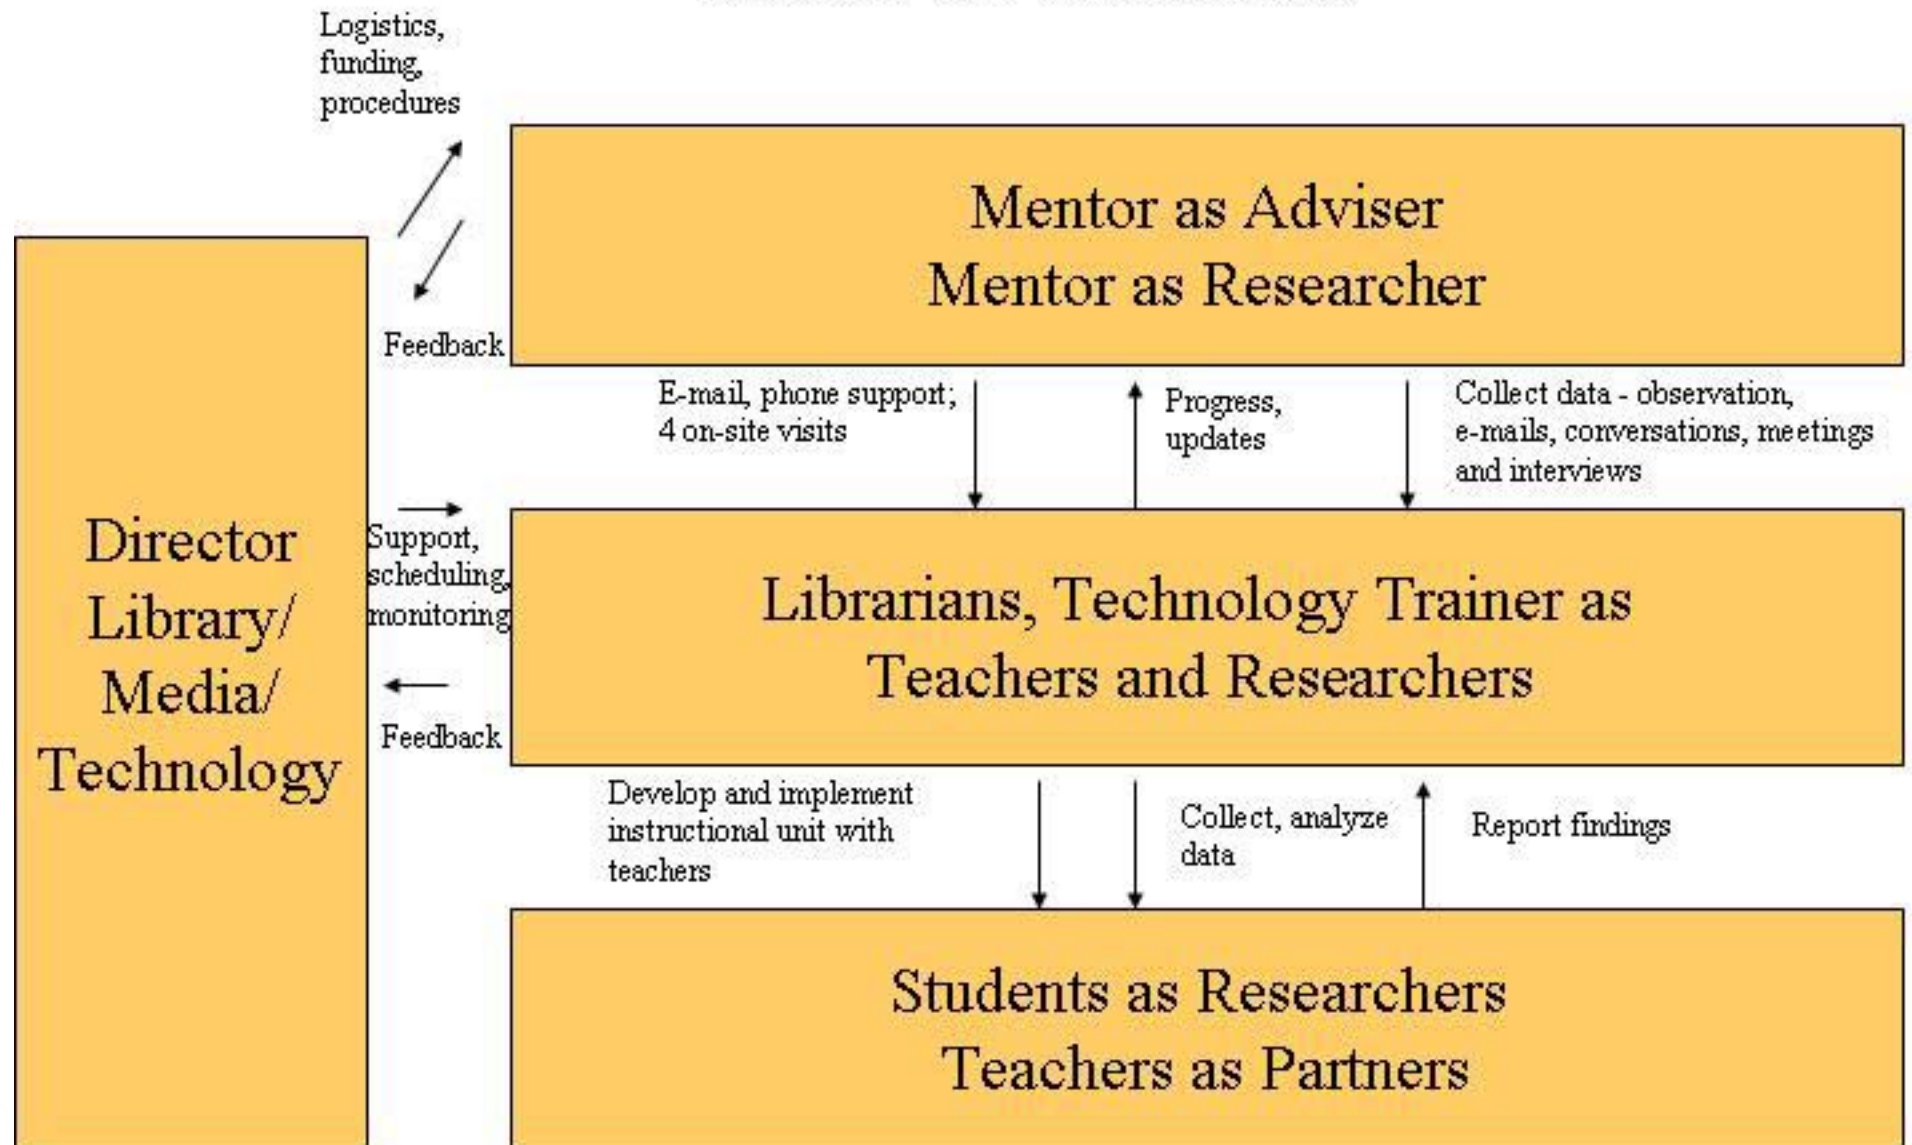 Logistics,
funding,
procedures
Mentor as Adviser
Mentor as Researcher
Feedback
E-mail, phone support;
4 on-site visits
Progress,
updates
Collect data - observation,
e-mails, conversations, meetings
and interviews
Director
Library/
Media/
Technology
Support,
scheduling,
monitoring
Librarians, Technology Trainer as
Teachers and Researchers
Feedback
Develop and implement
instructional unit with
teachers
Collect, analyze
data
Report findings
Students as Researchers
Teachers as Partners